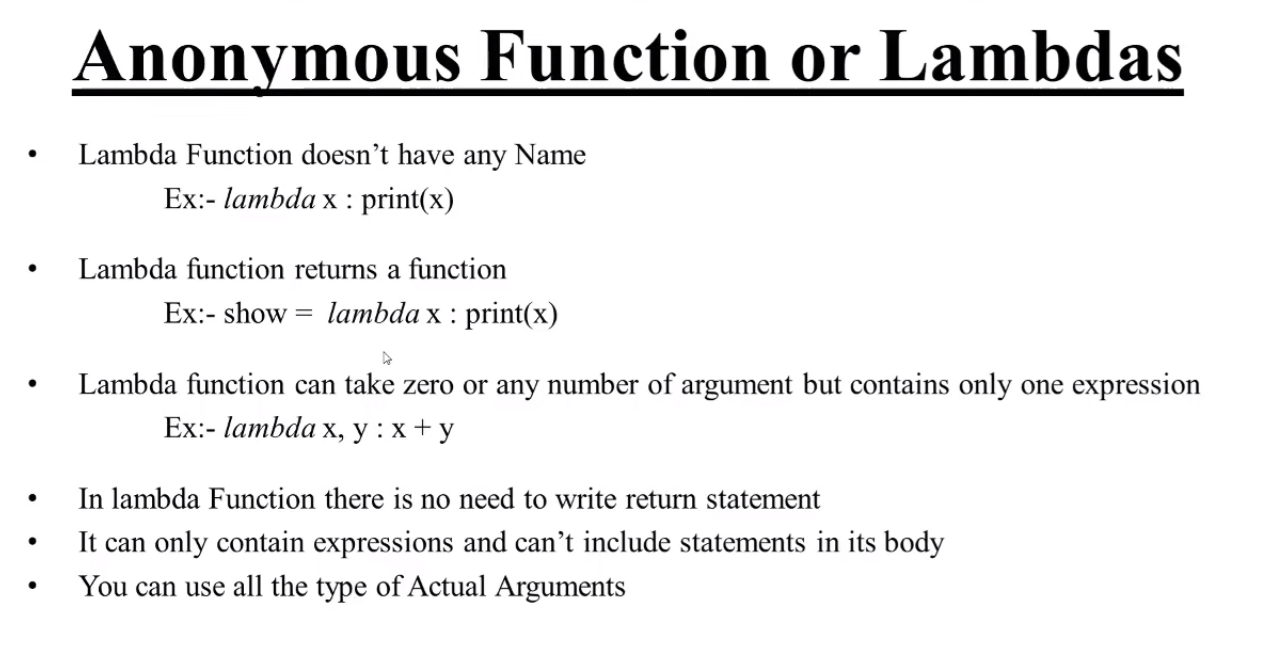 Anonymous Function or Lambdas
• Lambda Function doesn’t have any Name
Ex:- lambda x : print(x)
• Lambda function returns a function
Ex:- show = lambda x : print(x)
• Lambda function can take zero or any number of argument but contains only one expression
Ex:- lambda x, y : x + y
• In lambda Function there is no need to write return statement
• It can only contain expressions and can’t include statements in its body
• You can use all the type of Actual Arguments